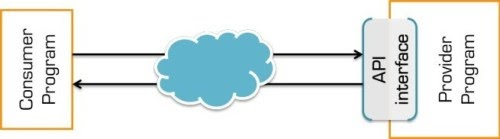 Consumer
Program
API
interface
Provider
Program